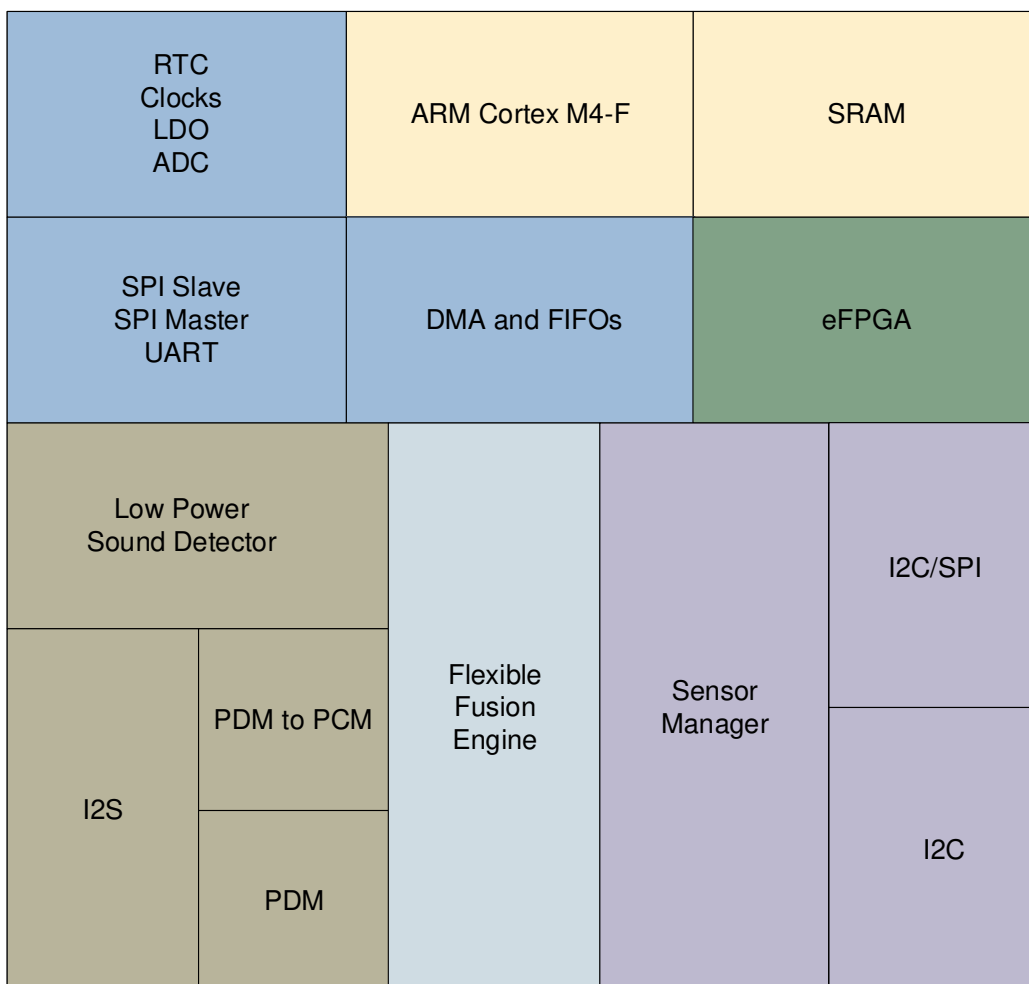 RTC
Clocks
LDO
ADC
ARM Cortex M4-F
SRAM
SPI Slave
SPI Master
UART
DMA and FIFOs
eFPGA
Low Power
Sound Detector
I2S
PDM to PCM
PDM
Flexible
Fusion
Engine
Sensor
Manager
I2C/SPI
I2C